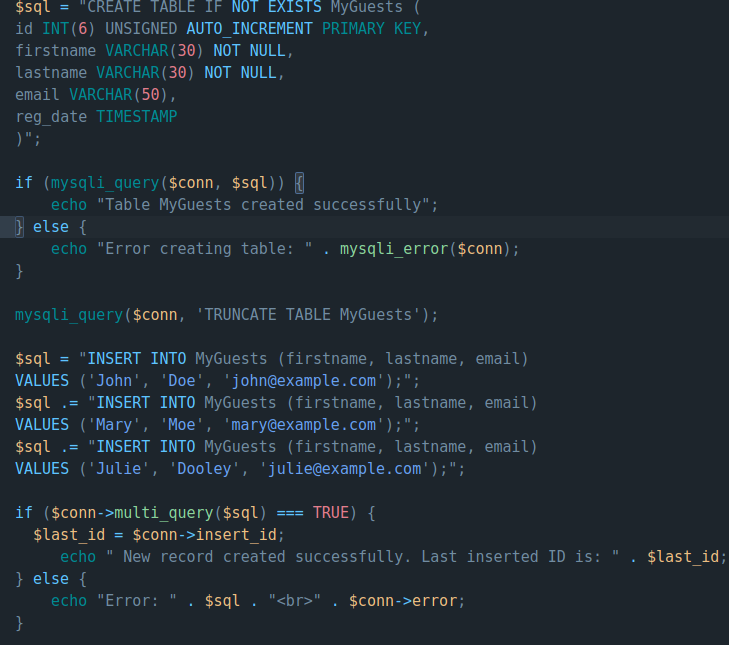 $sql = "CREATE TABLE IF NOT EXISTS MyGuests (
id INT(6) UNSIGNED AUTO_INCREMENT PRIMARY KEY,
firstname VARCHAR(30) NOT NULL,
lastname VARCHAR(30) NOT NULL,
email VARCHAR(50),
reg_date TIMESTAMP
)";

if (mysqli_query($conn, $sql)) {
    echo "Table MyGuests created successfully";
} else {
    echo "Error creating table: " . mysqli_error($conn);
}

mysqli_query($conn, 'TRUNCATE TABLE MyGuests');

$sql = "INSERT INTO MyGuests (firstname, lastname, email)
VALUES ('John', 'Doe', 'john@example.com');";
$sql .= "INSERT INTO MyGuests (firstname, lastname, email)
VALUES ('Mary', 'Moe', 'mary@example.com');";
$sql .= "INSERT INTO MyGuests (firstname, lastname, email)
VALUES ('Julie', 'Dooley', 'julie@example.com');";

if ($conn->multi_query($sql) === TRUE) {
  $last_id = $conn->insert_id;
     echo " New record created successfully. Last inserted ID is: " . $last_id;
} else {
    echo "Error: " . $sql . "<br>" . $conn->error;
}